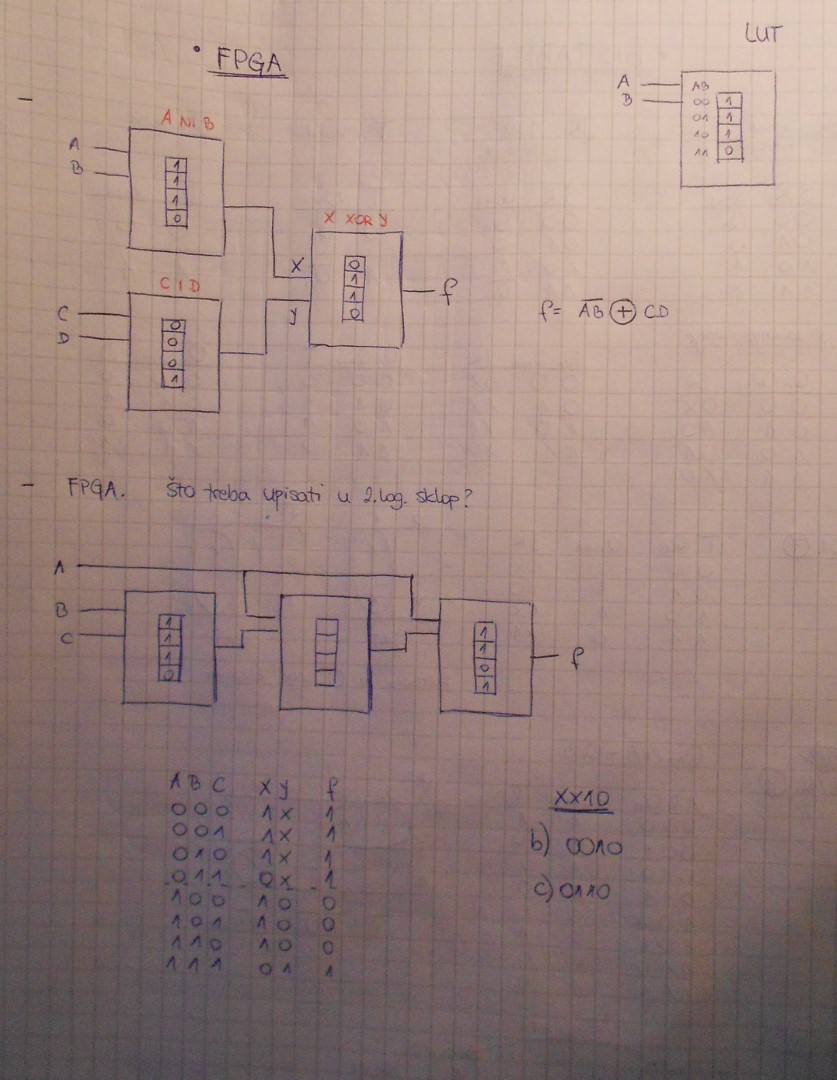 • FPGA
LUT
-
A NI B
A
B
1
1
1
0
A
B
AB
00 1
01 1
10 1
11 0
C I D
C
D
0
0
0
1
X XOR Y
X
y
0
1
1
0
f
f = AB ⊕ CD
- FPGA. Što treba upisati u 2. log. sklop?
A
B
C
1
1
1
0
1
1
0
1
f
A B C X y f
0 0 0 1 X 1
0 0 1 1 X 1
0 1 0 1 X 1
0 1 1 0 X 1
1 0 0 1 0 0
1 0 1 1 0 0
1 1 0 1 0 0
1 1 1 0 1 1
XX10
b) 0010
c) 0110